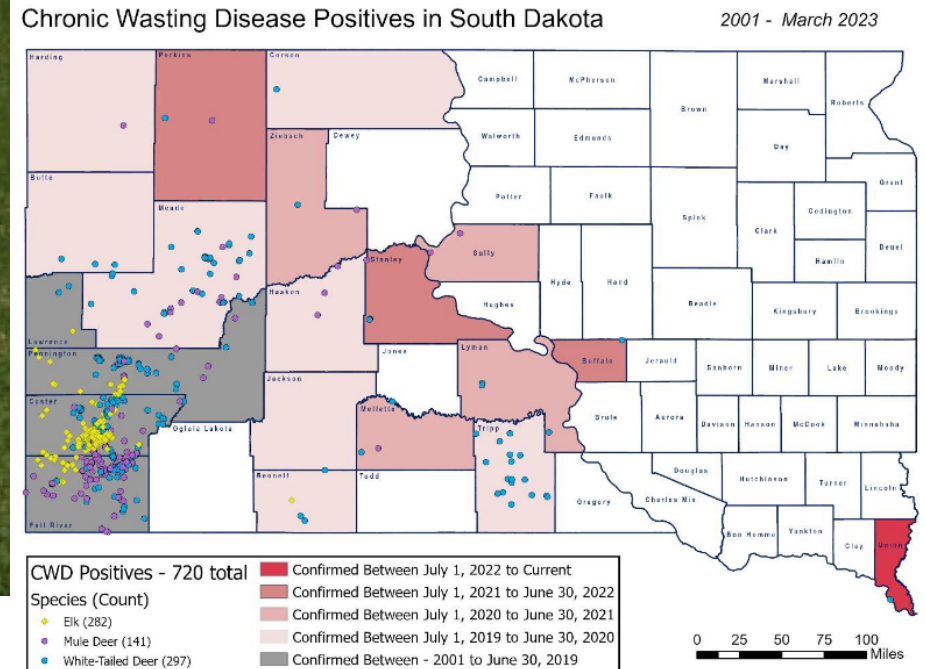 Chronic Wasting Disease Positives in South Dakota
2001 - March 2023
Harding
Perkins
Corson
Campbell
McPherson
Brown
Marshall
Roberts
Walworth
Edmunds
Day
Ziebach
Dewey
Grant
Butte
Potter
Faulk
Spink
Clark
Codington
Meade
Deuel
Hamlin
Sully
Stanley
Hyde
Hand
Haakon
Hughes
Beadle
Kingsbury
Brookings
Lawrence
Pennington
Jones
Lyman
Buffalo
Jerauld
Sanborn
Miner
Lake
Moody
Jackson
Custer
Mellette
Brule
Aurora
Davison
Hanson
McCook
Minnehaha
Oglala Lakota
Tripp
Bennett
Todd
Gregory
Douglas
Charles Mix
Hutchinson
Turner
Lincoln
Fall River
Bon Homme
Yankton
Clay
Union
CWD Positives - 720 total
Species (Count)
Elk (282)
Mule Deer (141)
White-Tailed Deer (297)
Confirmed Between July 1, 2022 to Current
Confirmed Between July 1, 2021 to June 30, 2022
Confirmed Between July 1, 2020 to June 30, 2021
Confirmed Between July 1, 2019 to June 30, 2020
Confirmed Between - 2001 to June 30, 2019
0 25 50 75 100
Miles